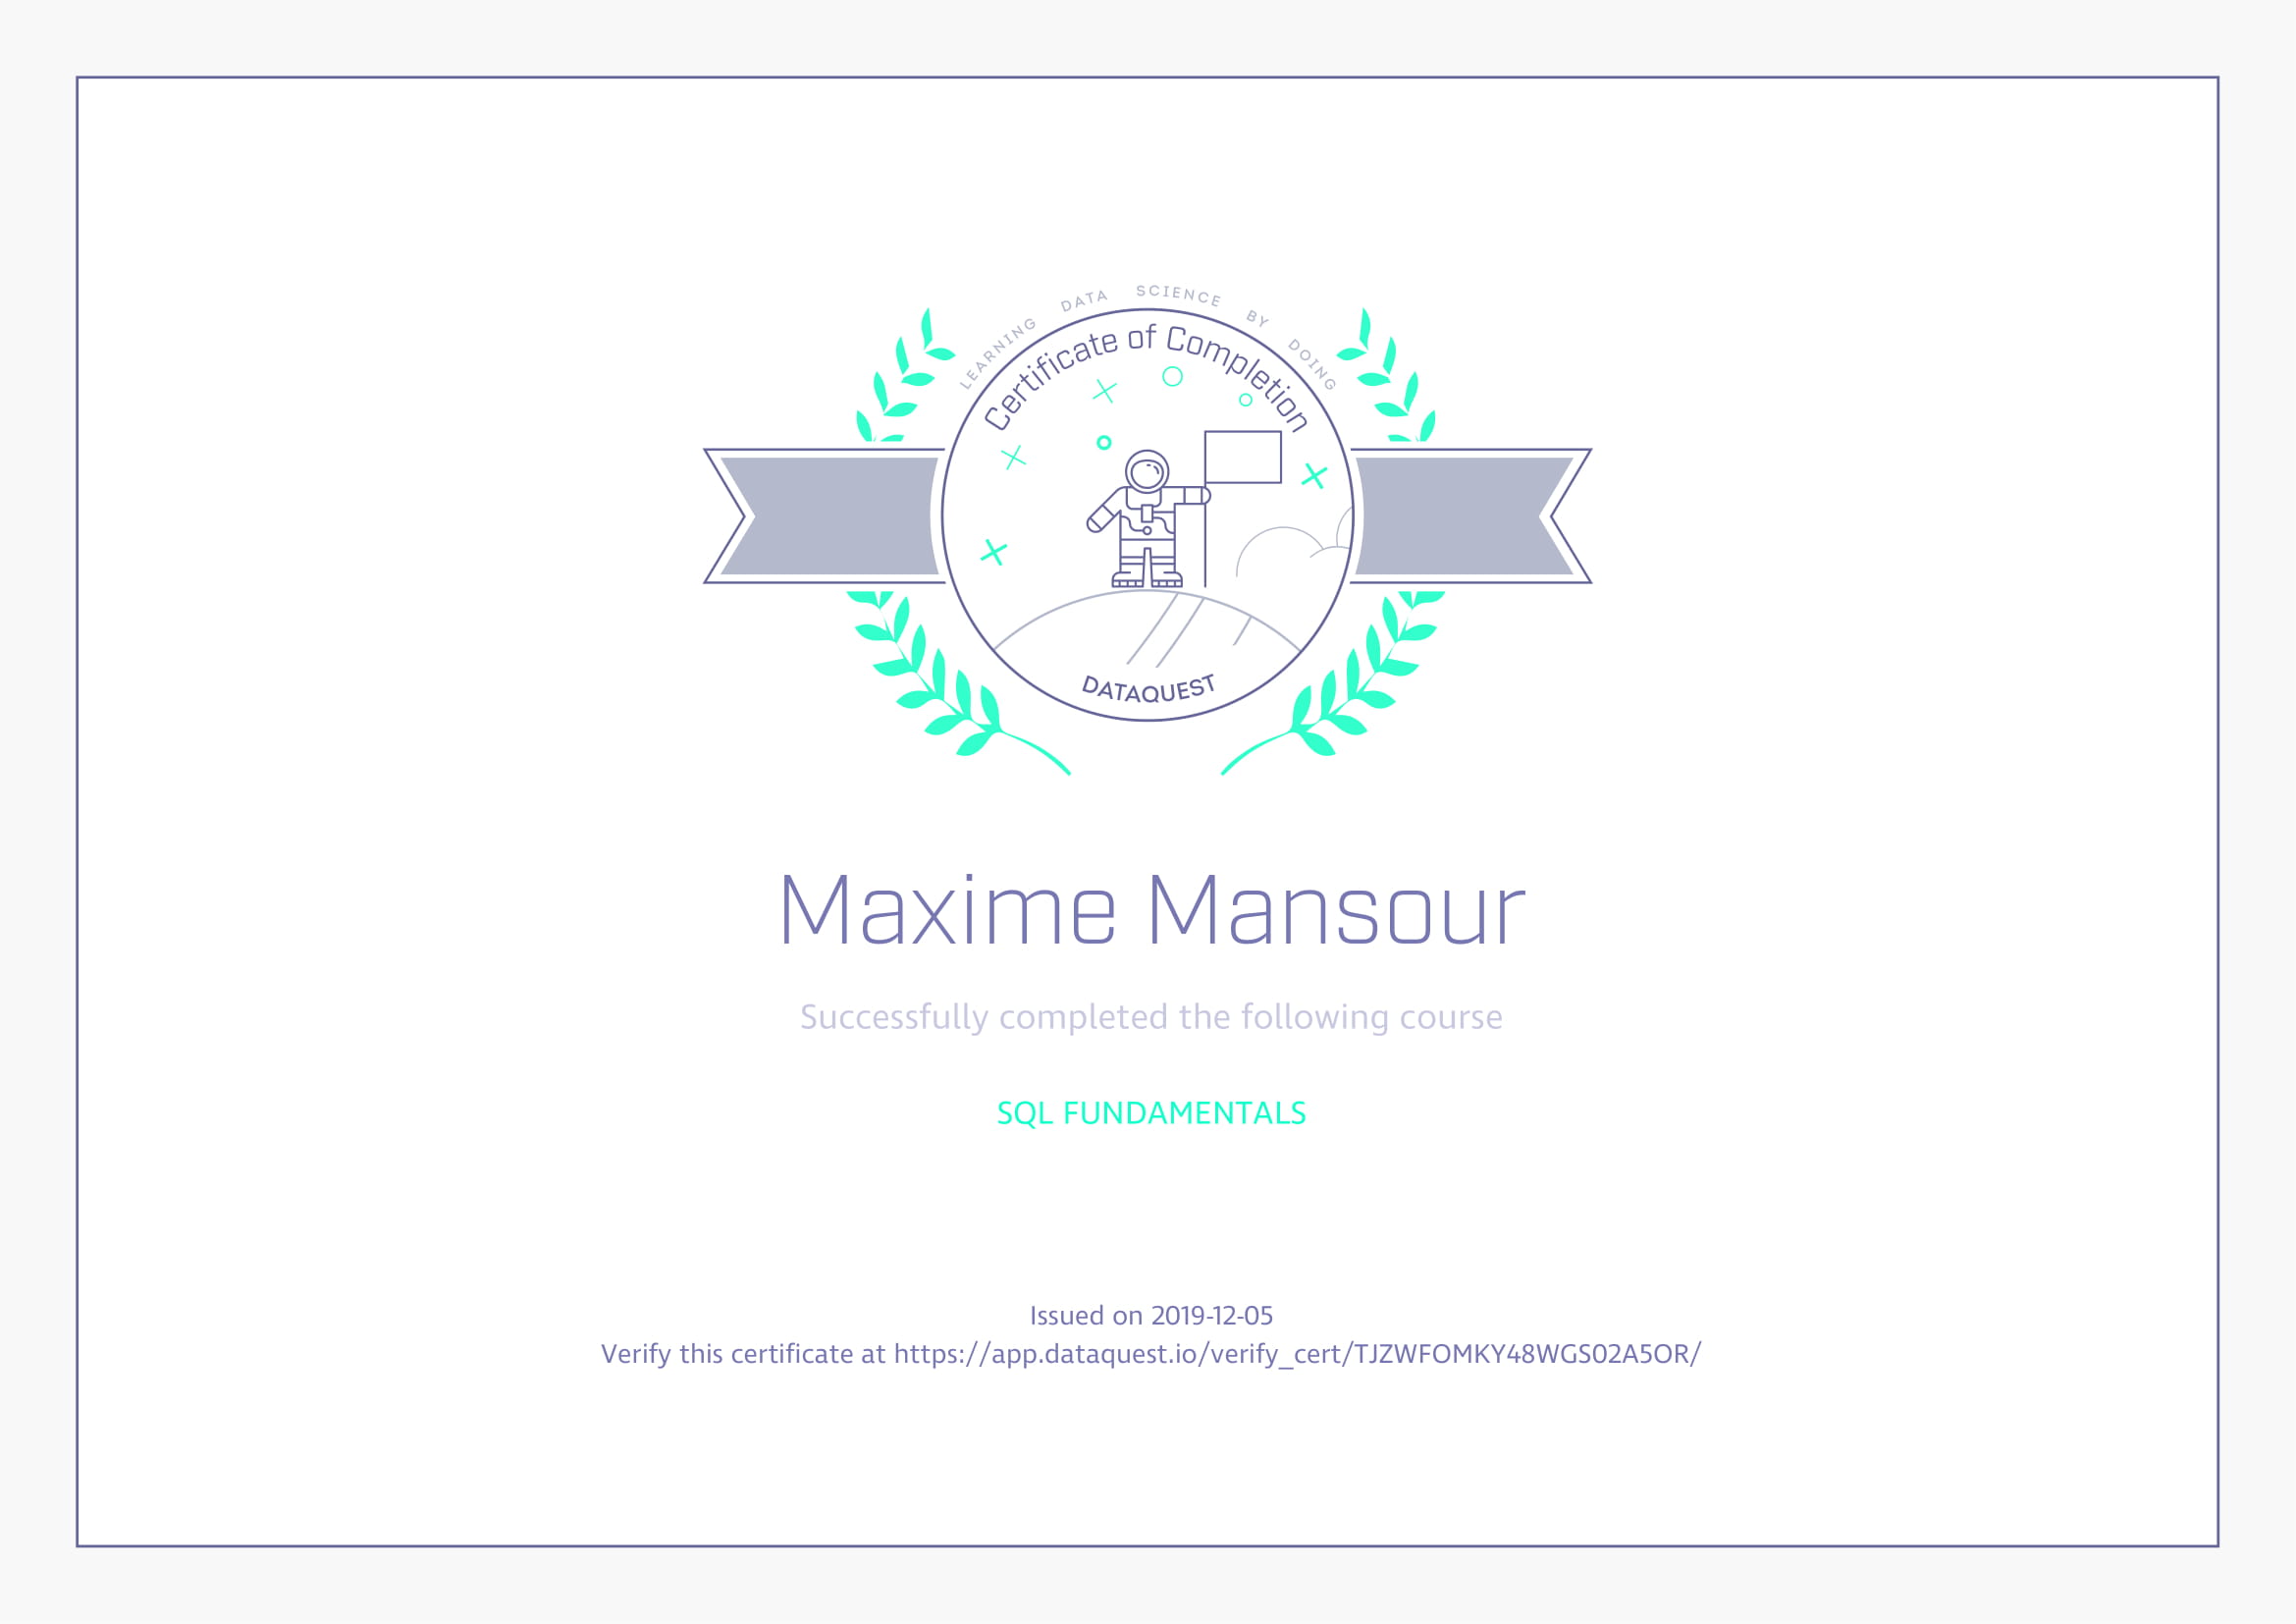 LEARNING DATA SCIENCE BY DOING
Certificate of Completion
DATAQUEST
Maxime Mansour
Successfully completed the following course
SQL FUNDAMENTALS
Issued on 2019-12-05
Verify this certificate at https://app.dataquest.io/verify_cert/TJZWFOMKY48WGS02A5OR/